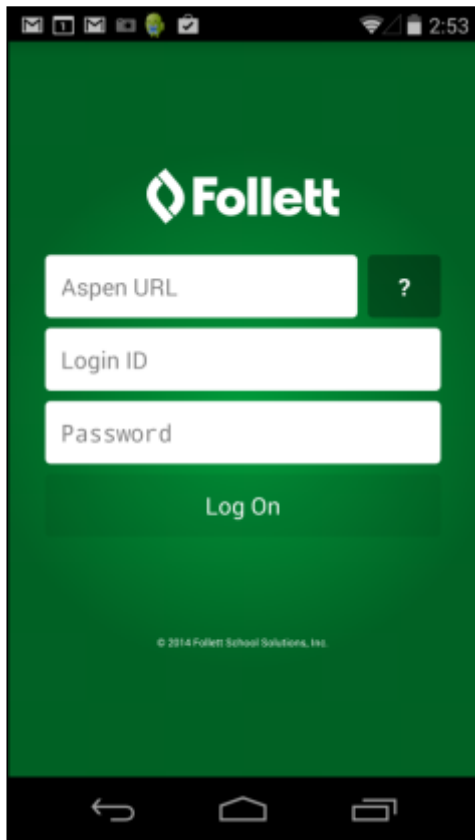 2:53
Follett
Aspen URL
?
Login ID
Password
Log On
© 2014 Follett School Solutions, Inc.